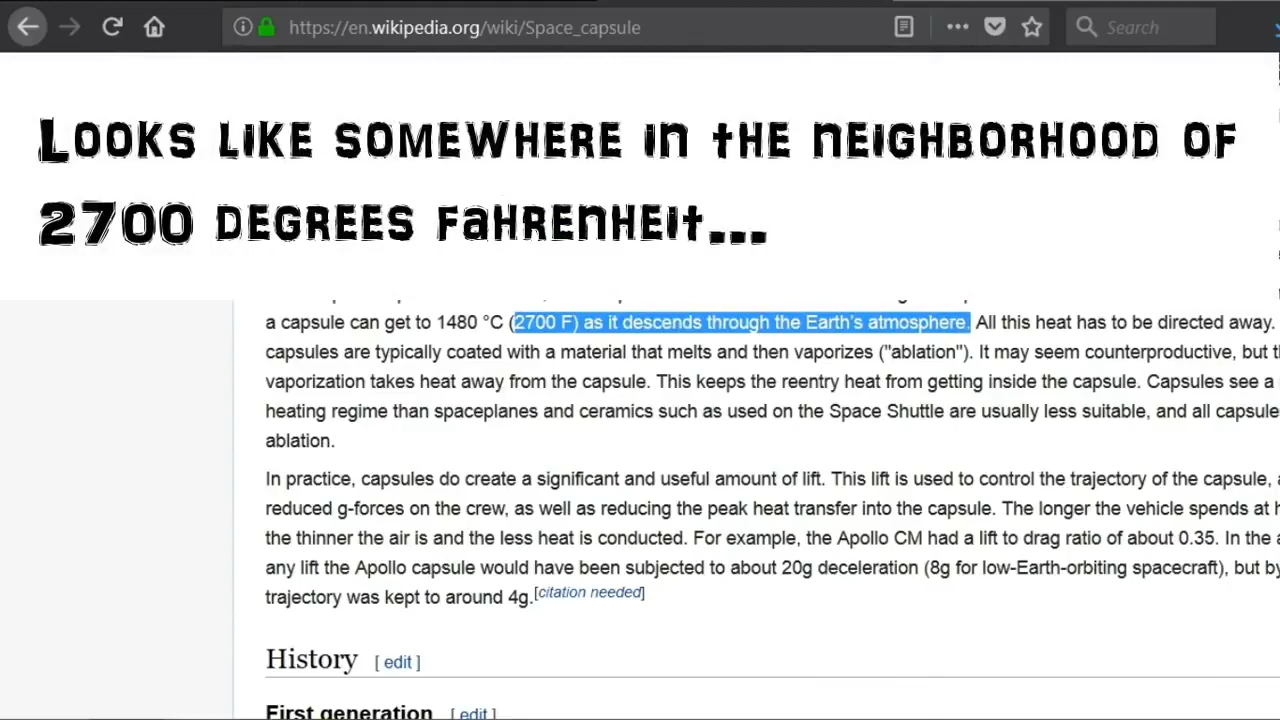 https://en.wikipedia.org/wiki/Space_capsule
Search
Looks like somewhere in the neighborhood of
2700 degrees Fahrenheit...
a capsule can get to 1480 °C (2700 F) as it descends through the Earth's atmosphere. All this heat has to be directed away.
capsules are typically coated with a material that melts and then vaporizes ("ablation"). It may seem counterproductive, but
vaporization takes heat away from the capsule. This keeps the reentry heat from getting inside the capsule. Capsules see a
heating regime than spaceplanes and ceramics such as used on the Space Shuttle are usually less suitable, and all
ablation.
In practice, capsules do create a significant and useful amount of lift. This lift is used to control the trajectory of the capsule,
reduced g-forces on the crew, as well as reducing the peak heat transfer into the capsule. The longer the vehicle spends at
the thinner the air is and the less heat is conducted. For example, the Apollo CM had a lift to drag ratio of about 0.35. In the
any lift the Apollo capsule would have been subjected to about 20g deceleration (8g for low-Earth-orbiting spacecraft), but by
trajectory was kept to around 4g.[citation needed]
History [ edit ]
First generation [ edit ]